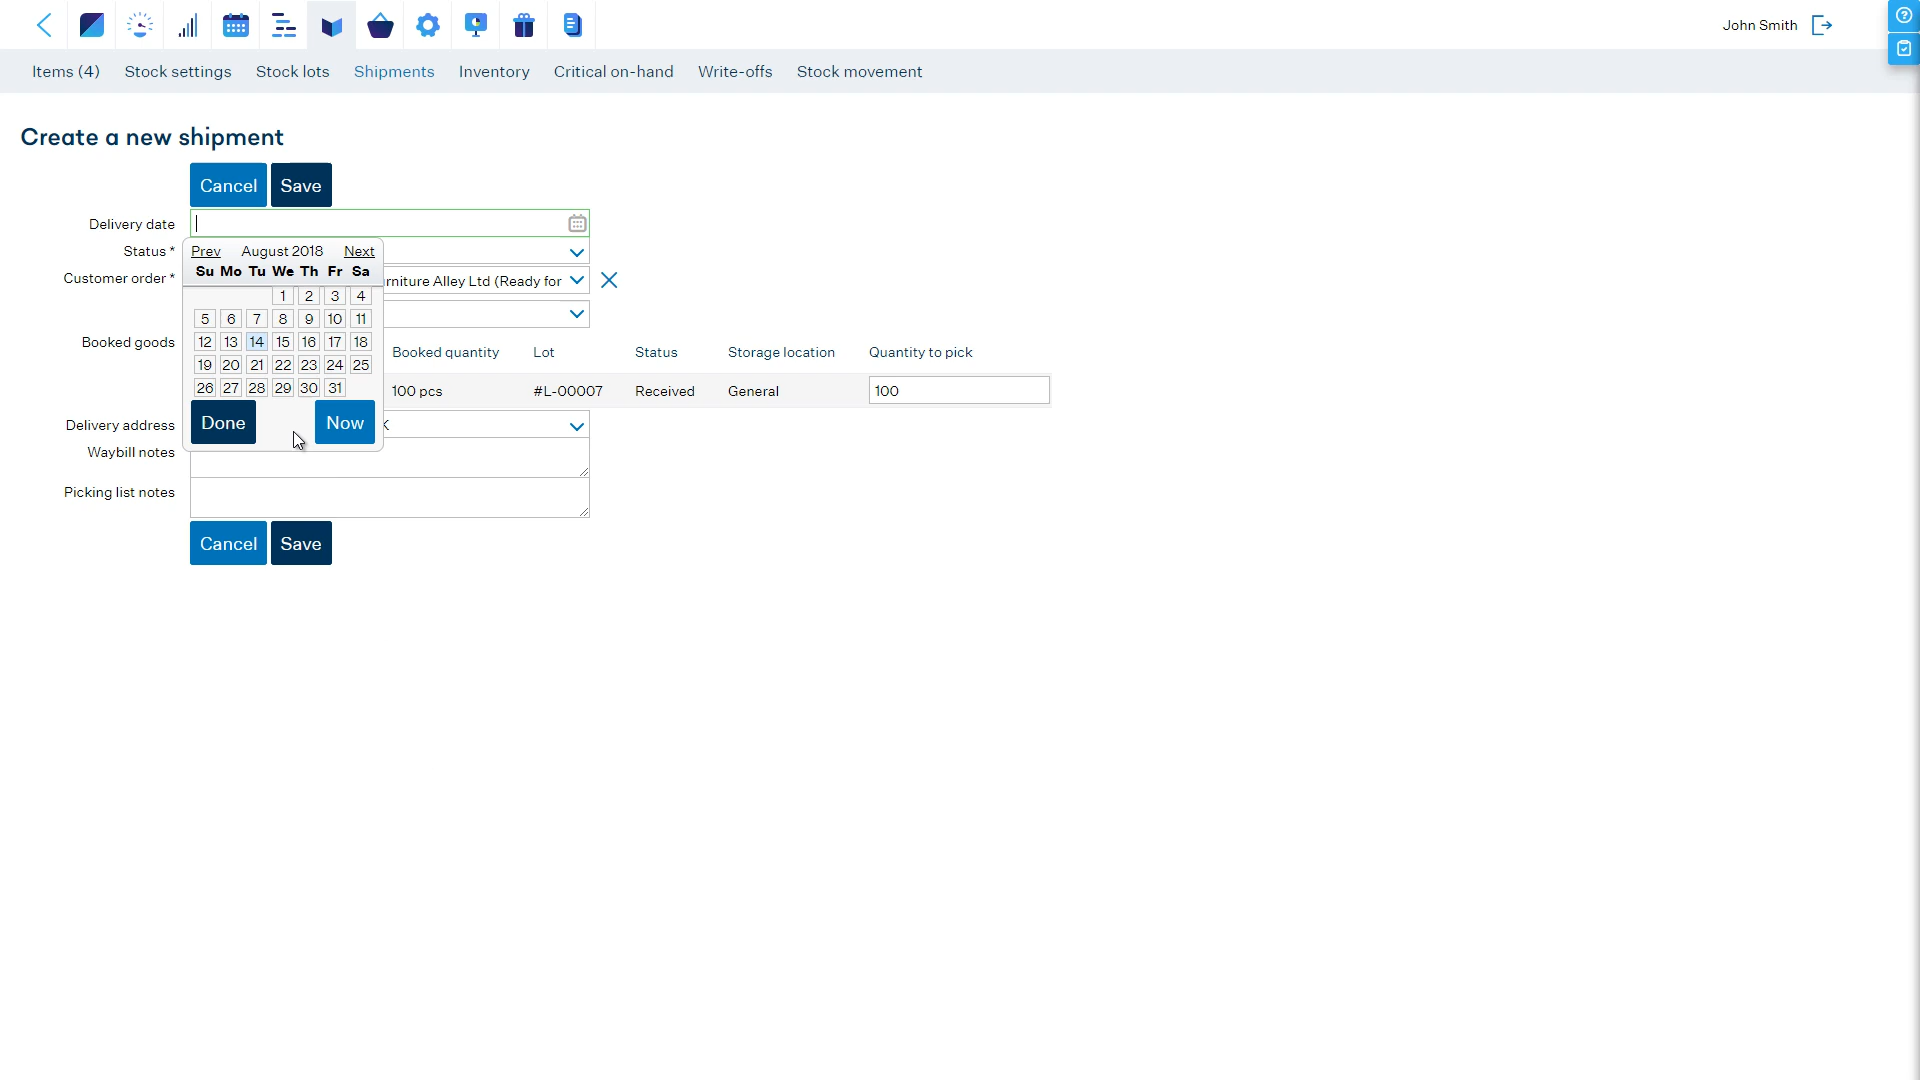 John Smith
Items (4) Stock settings Stock lots Shipments Inventory Critical on-hand Write-offs Stock movement
Create a new shipment
Cancel Save
Delivery date
Status *
Customer order *
rniture Alley Ltd (Ready for
Prev August 2018 Next
Su Mo Tu We Th Fr Sa
1 2 3 4
5 6 7 8 9 10 11
12 13 14 15 16 17 18
19 20 21 22 23 24 25
26 27 28 29 30 31
Done Now
Booked goods
Booked quantity Lot Status Storage location Quantity to pick
100 pcs #L-00007 Received General 100
Delivery address
Waybill notes
Picking list notes
Cancel Save